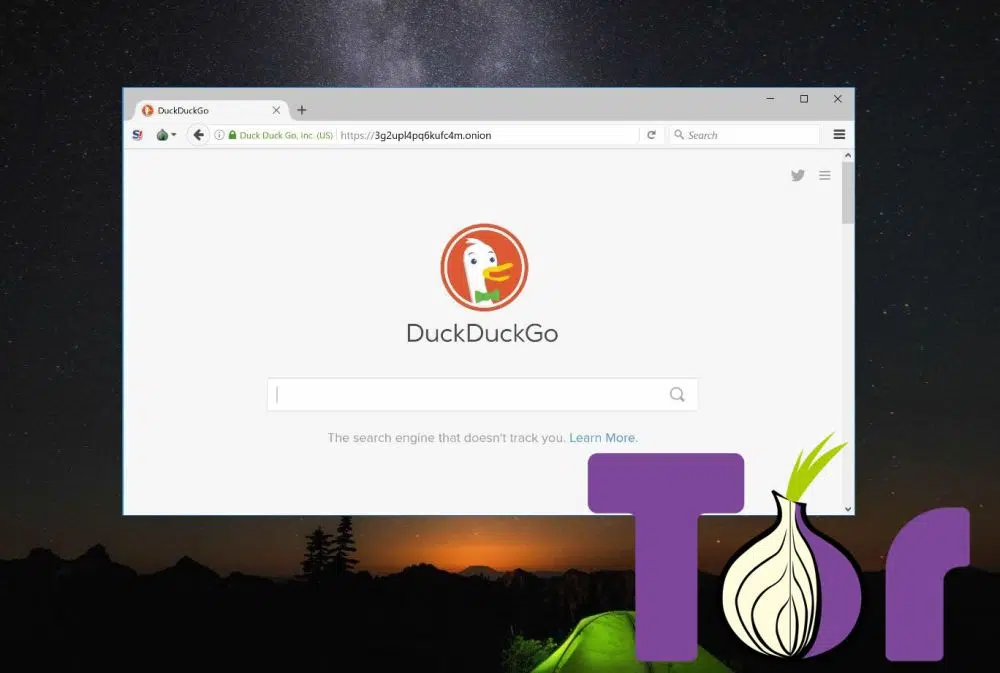 DuckDuckGo
S!
Duck Duck Go, Inc. (US) https://3g2upl4pq6kufc4m.onion Search
DuckDuckGo
The search engine that doesn't track you. Learn More.
Tor